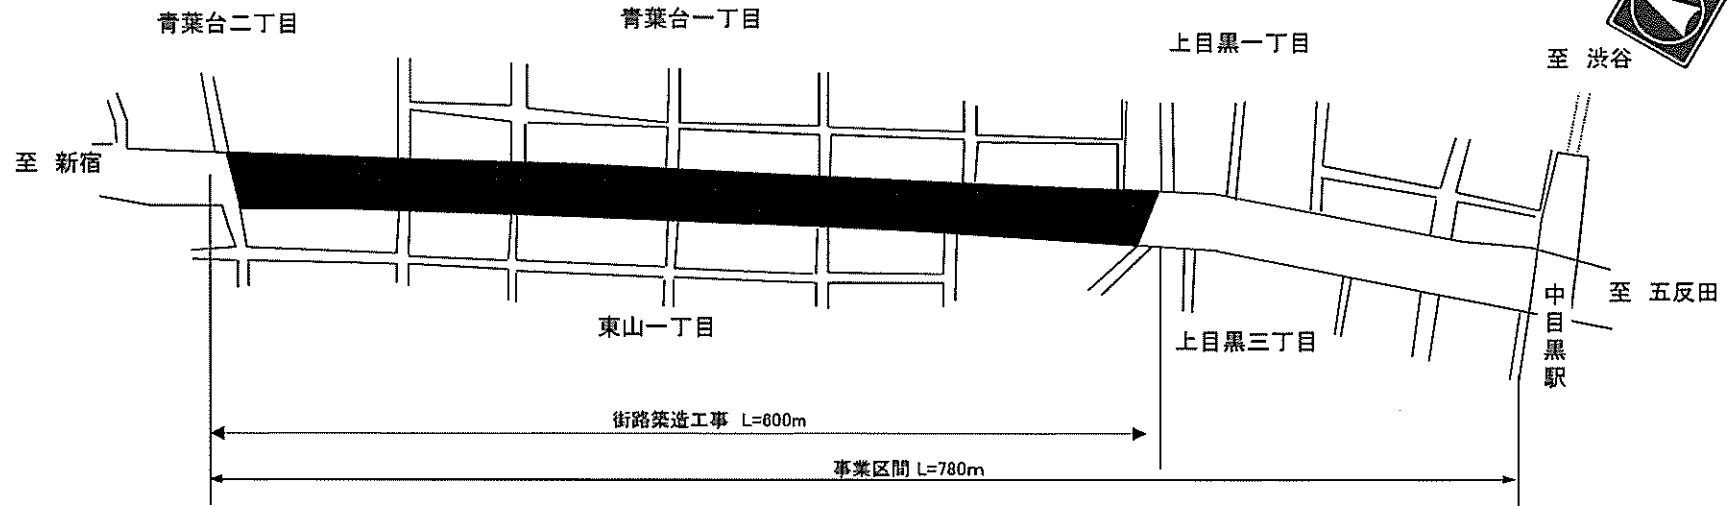 青葉台二丁目
青葉台一丁目
上目黒一丁目
至 渋谷
至 新宿
至 五反田
中目黒駅
東山一丁目
上目黒三丁目
街路築造工事 L=600m
事業区間 L=780m